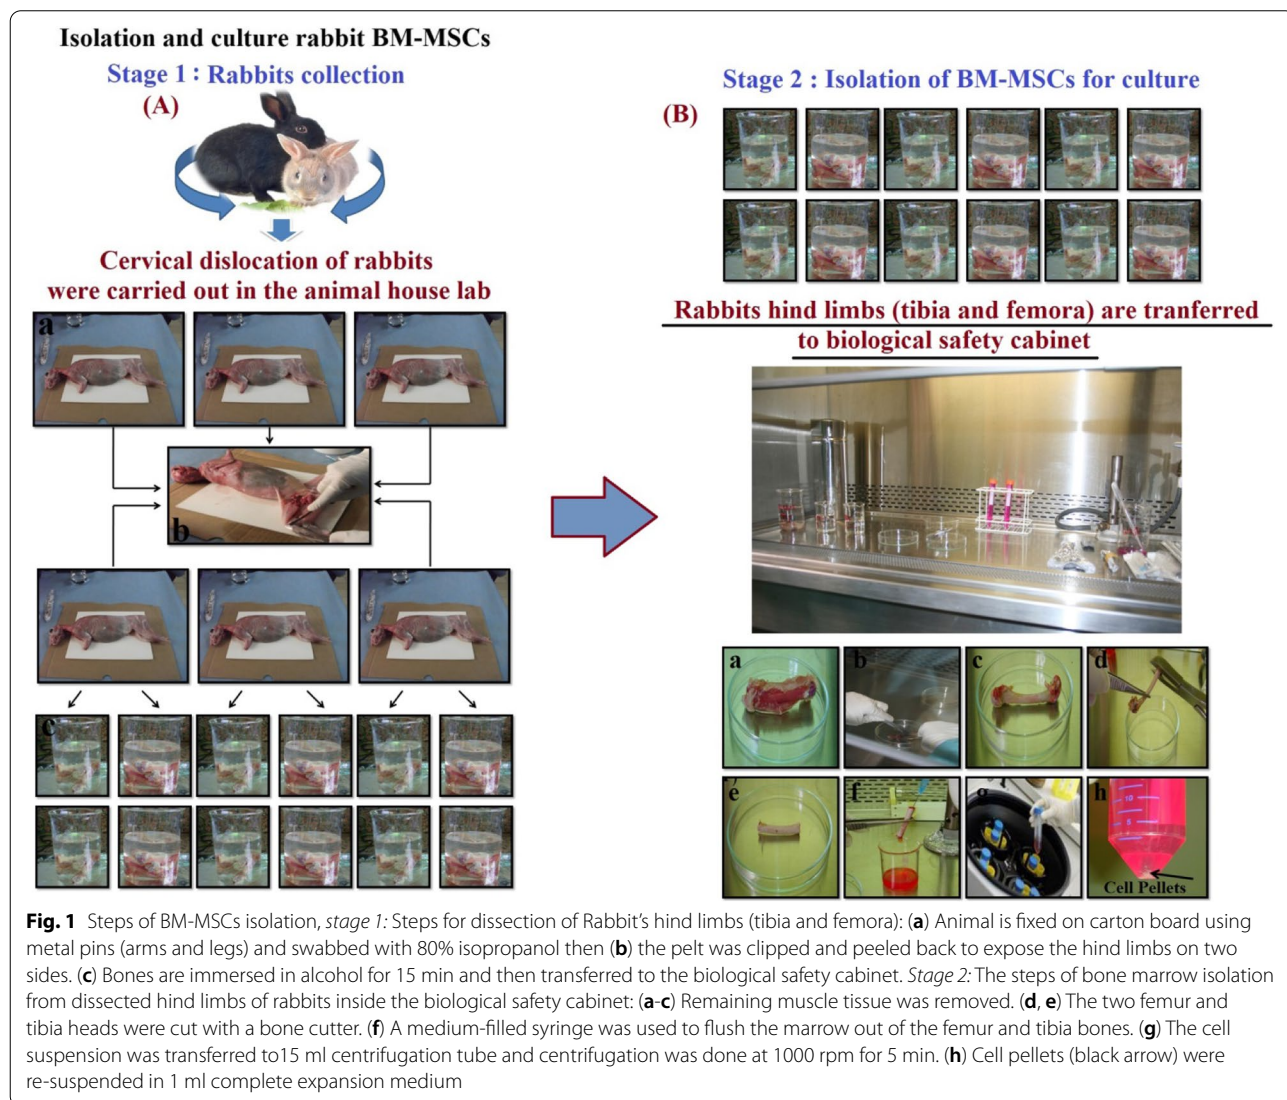 Isolation and culture rabbit BM-MSCs
Stage 1 : Rabbits collection
(A)
Cervical dislocation of rabbits
were carried out in the animal house lab
a
b
c
Stage 2 : Isolation of BM-MSCs for culture
(B)
Rabbits hind limbs (tibia and femora) are tranferred
to biological safety cabinet
a
b
c
d
e
f
g
h
10
5
Cell Pellets
Fig. 1 Steps of BM-MSCs isolation, stage 1: Steps for dissection of Rabbit's hind limbs (tibia and femora): (a) Animal is fixed on carton board using
metal pins (arms and legs) and swabbed with 80% isopropanol then (b) the pelt was clipped and peeled back to expose the hind limbs on two
sides. (c) Bones are immersed in alcohol for 15 min and then transferred to the biological safety cabinet. Stage 2: The steps of bone marrow isolation
from dissected hind limbs of rabbits inside the biological safety cabinet: (a-c) Remaining muscle tissue was removed. (d, e) The two femur and
tibia heads were cut with a bone cutter. (f) A medium-filled syringe was used to flush the marrow out of the femur and tibia bones. (g) The cell
suspension was transferred to15 ml centrifugation tube and centrifugation was done at 1000 rpm for 5 min. (h) Cell pellets (black arrow) were
re-suspended in 1 ml complete expansion medium